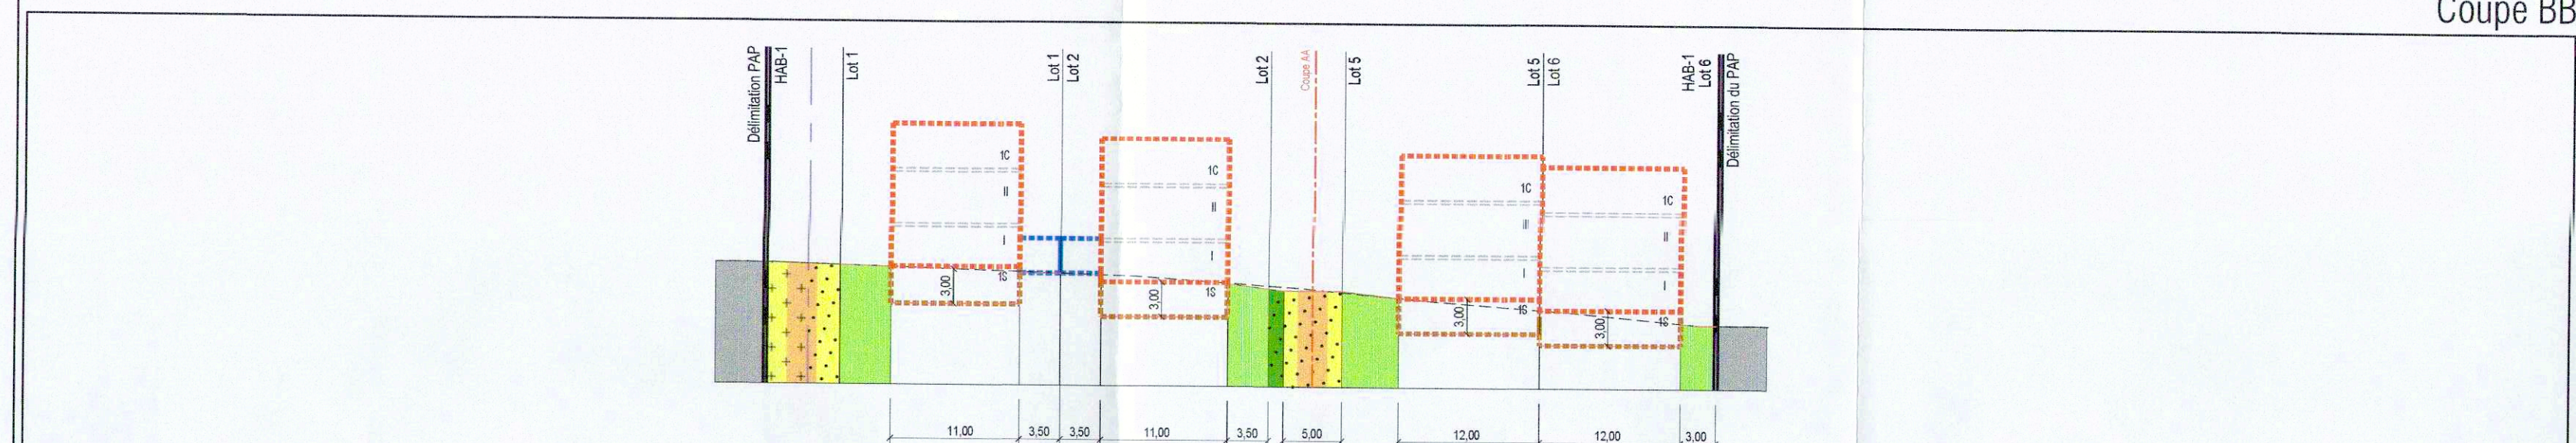 Coupe BB
Délimitation PAP
HAB-1
Lot 1
Lot 1
Lot 2
Lot 2
Coupe AA
Lot 5
Lot 5
Lot 6
HAB-1
Lot 6
Délimitation du PAP
1C
II
I
1S
3,00
1C
II
I
1S
3,00
1C
II
I
1S
3,00
1C
II
I
1S
3,00
11,00
3,50
3,50
11,00
3,50
5,00
12,00
12,00
3,00